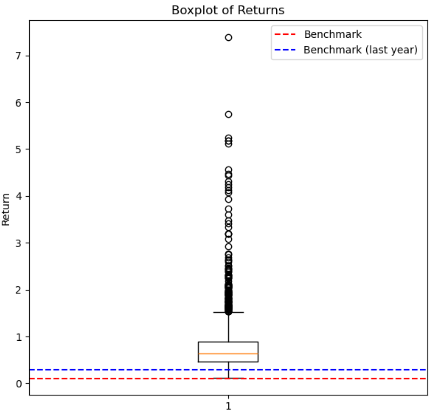 Boxplot of Returns
Benchmark
Benchmark (last year)
Return
7
6
5
4
3
2
1
0
1